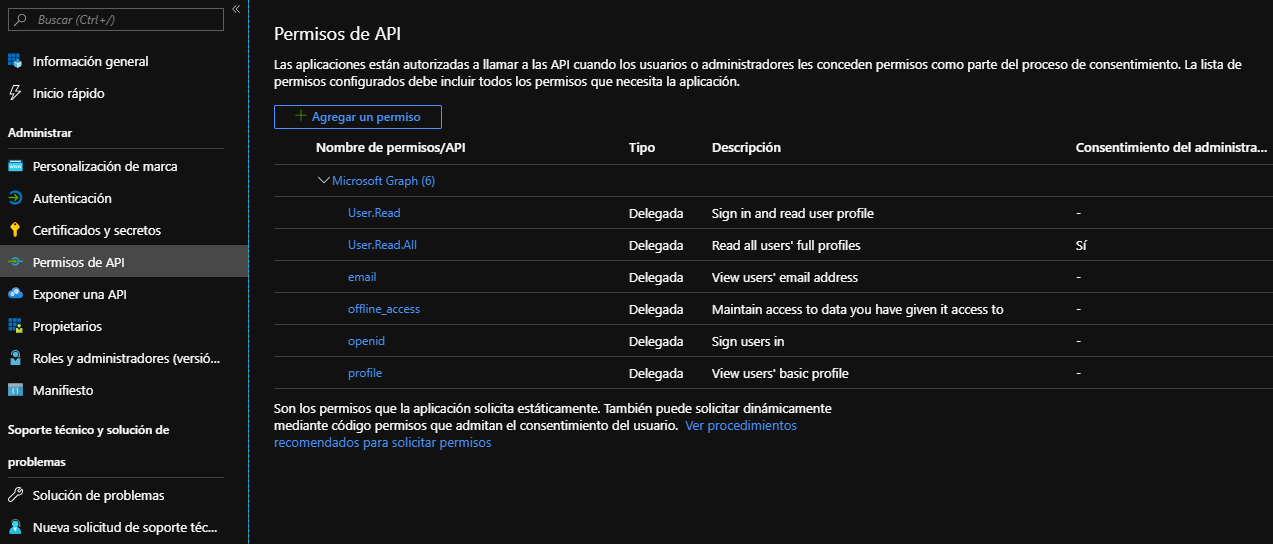 Buscar (Ctrl+/)
«
Información general
Inicio rápido
Administrar
Personalización de marca
Autenticación
Certificados y secretos
Permisos de API
Exponer una API
Propietarios
Roles y administradores (versió...
Manifiesto
Soporte técnico y solución de
problemas
Solución de problemas
Nueva solicitud de soporte téc...
Permisos de API
Las aplicaciones están autorizadas a llamar a las API cuando los usuarios o administradores les conceden permisos como parte del proceso de consentimiento. La lista de
permisos configurados debe incluir todos los permisos que necesita la aplicación.
+ Agregar un permiso
Nombre de permisos/API Tipo Descripción Consentimiento del administra...
Microsoft Graph (6)
User.Read Delegada Sign in and read user profile -
User.Read.All Delegada Read all users' full profiles Sí
email Delegada View users' email address -
offline_access Delegada Maintain access to data you have given it access to -
openid Delegada Sign users in -
profile Delegada View users' basic profile -
Son los permisos que la aplicación solicita estáticamente. También puede solicitar dinámicamente
mediante código permisos que admitan el consentimiento del usuario. Ver procedimientos
recomendados para solicitar permisos